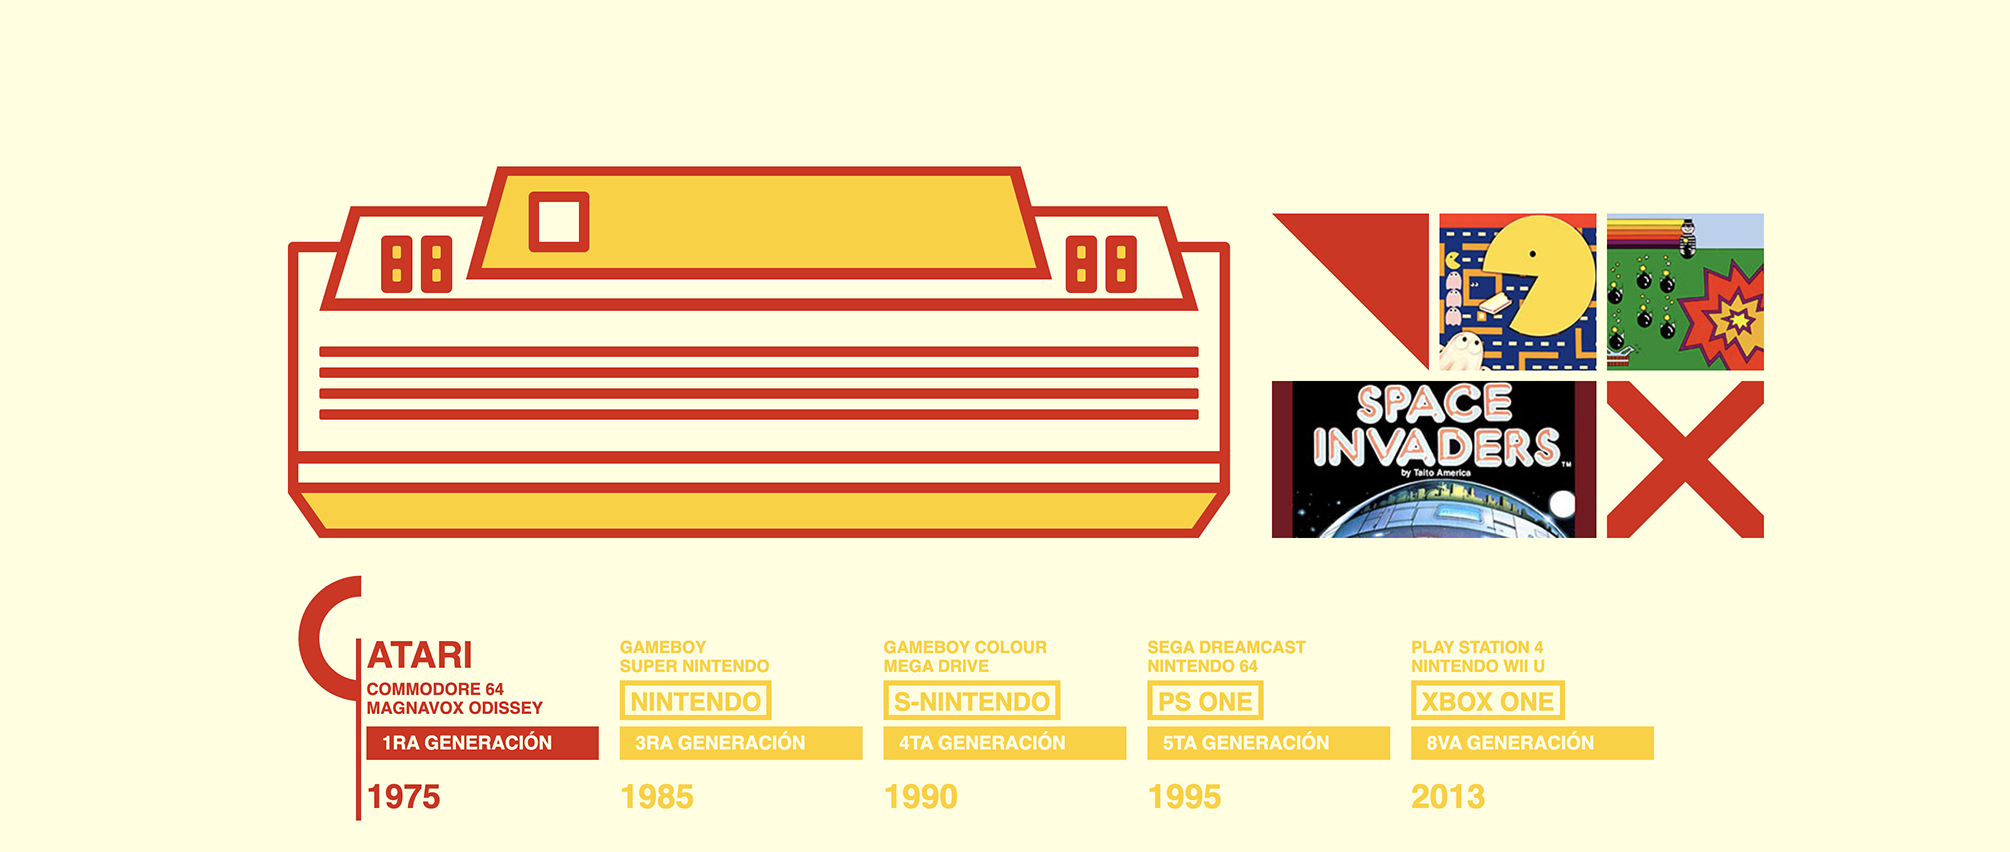 SPACE
INVADERS™
by Taito America
ATARI
COMMODORE 64
MAGNAVOX ODISSEY
1RA GENERACIÓN
1975
GAMEBOY
SUPER NINTENDO
NINTENDO
3RA GENERACIÓN
1985
GAMEBOY COLOUR
MEGA DRIVE
S-NINTENDO
4TA GENERACIÓN
1990
SEGA DREAMCAST
NINTENDO 64
PS ONE
5TA GENERACIÓN
1995
PLAY STATION 4
NINTENDO WII U
XBOX ONE
8VA GENERACIÓN
2013